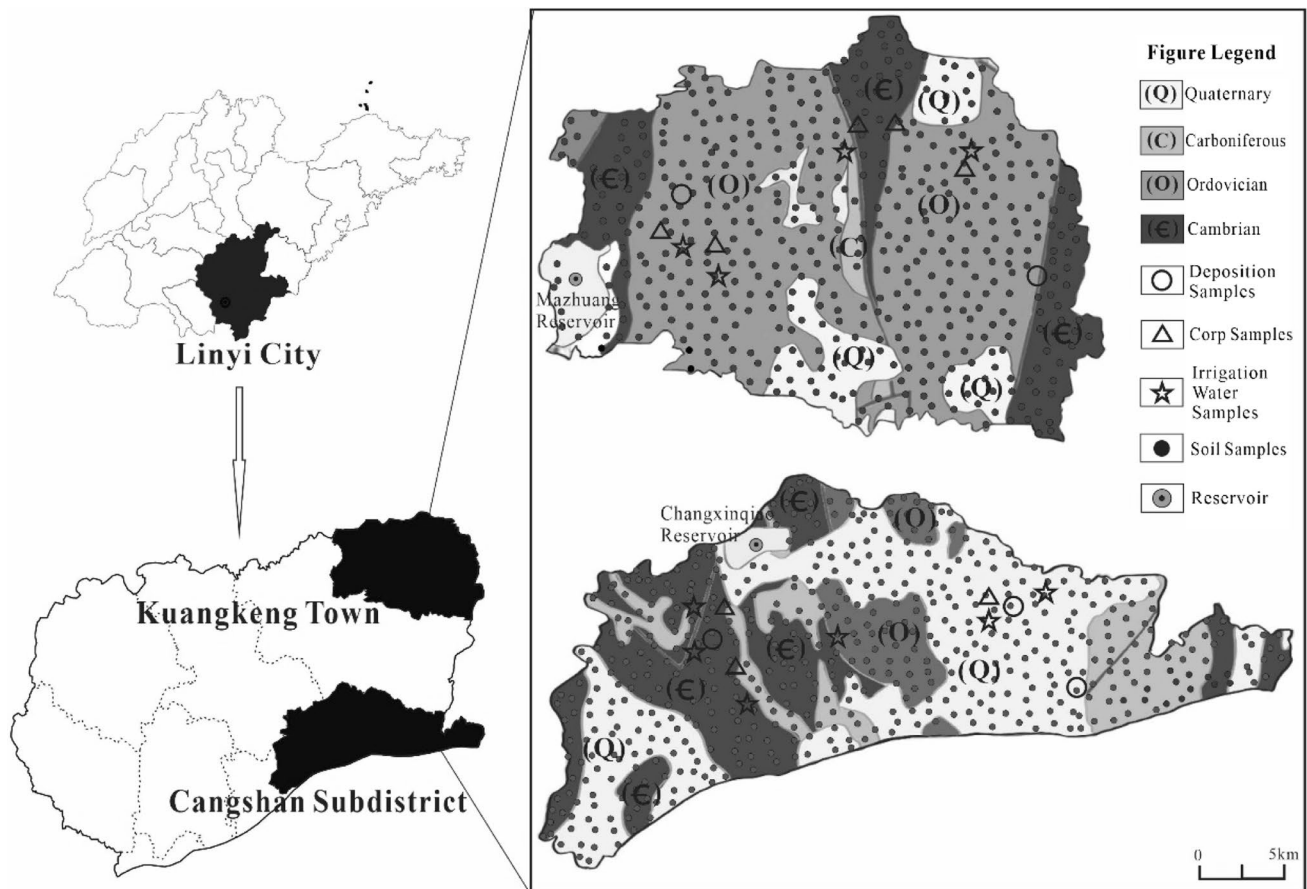 Linyi City
Kuangkeng Town
Cangshan Subdistrict
(Є)
(Q)
(Є)
(O)
(O)
(C)
Mazhuang
Reservoir
(Є)
(Q)
(Q)
Changxinqiao
Reservoir
(Є)
(O)
(O)
(Є)
(Q)
(Є)
(Q)
(Є)
Figure Legend
(Q) Quaternary
(C) Carboniferous
(O) Ordovician
(Є) Cambrian
Deposition
Samples
Corp Samples
Irrigation
Water
Samples
Soil Samples
Reservoir
0 5km